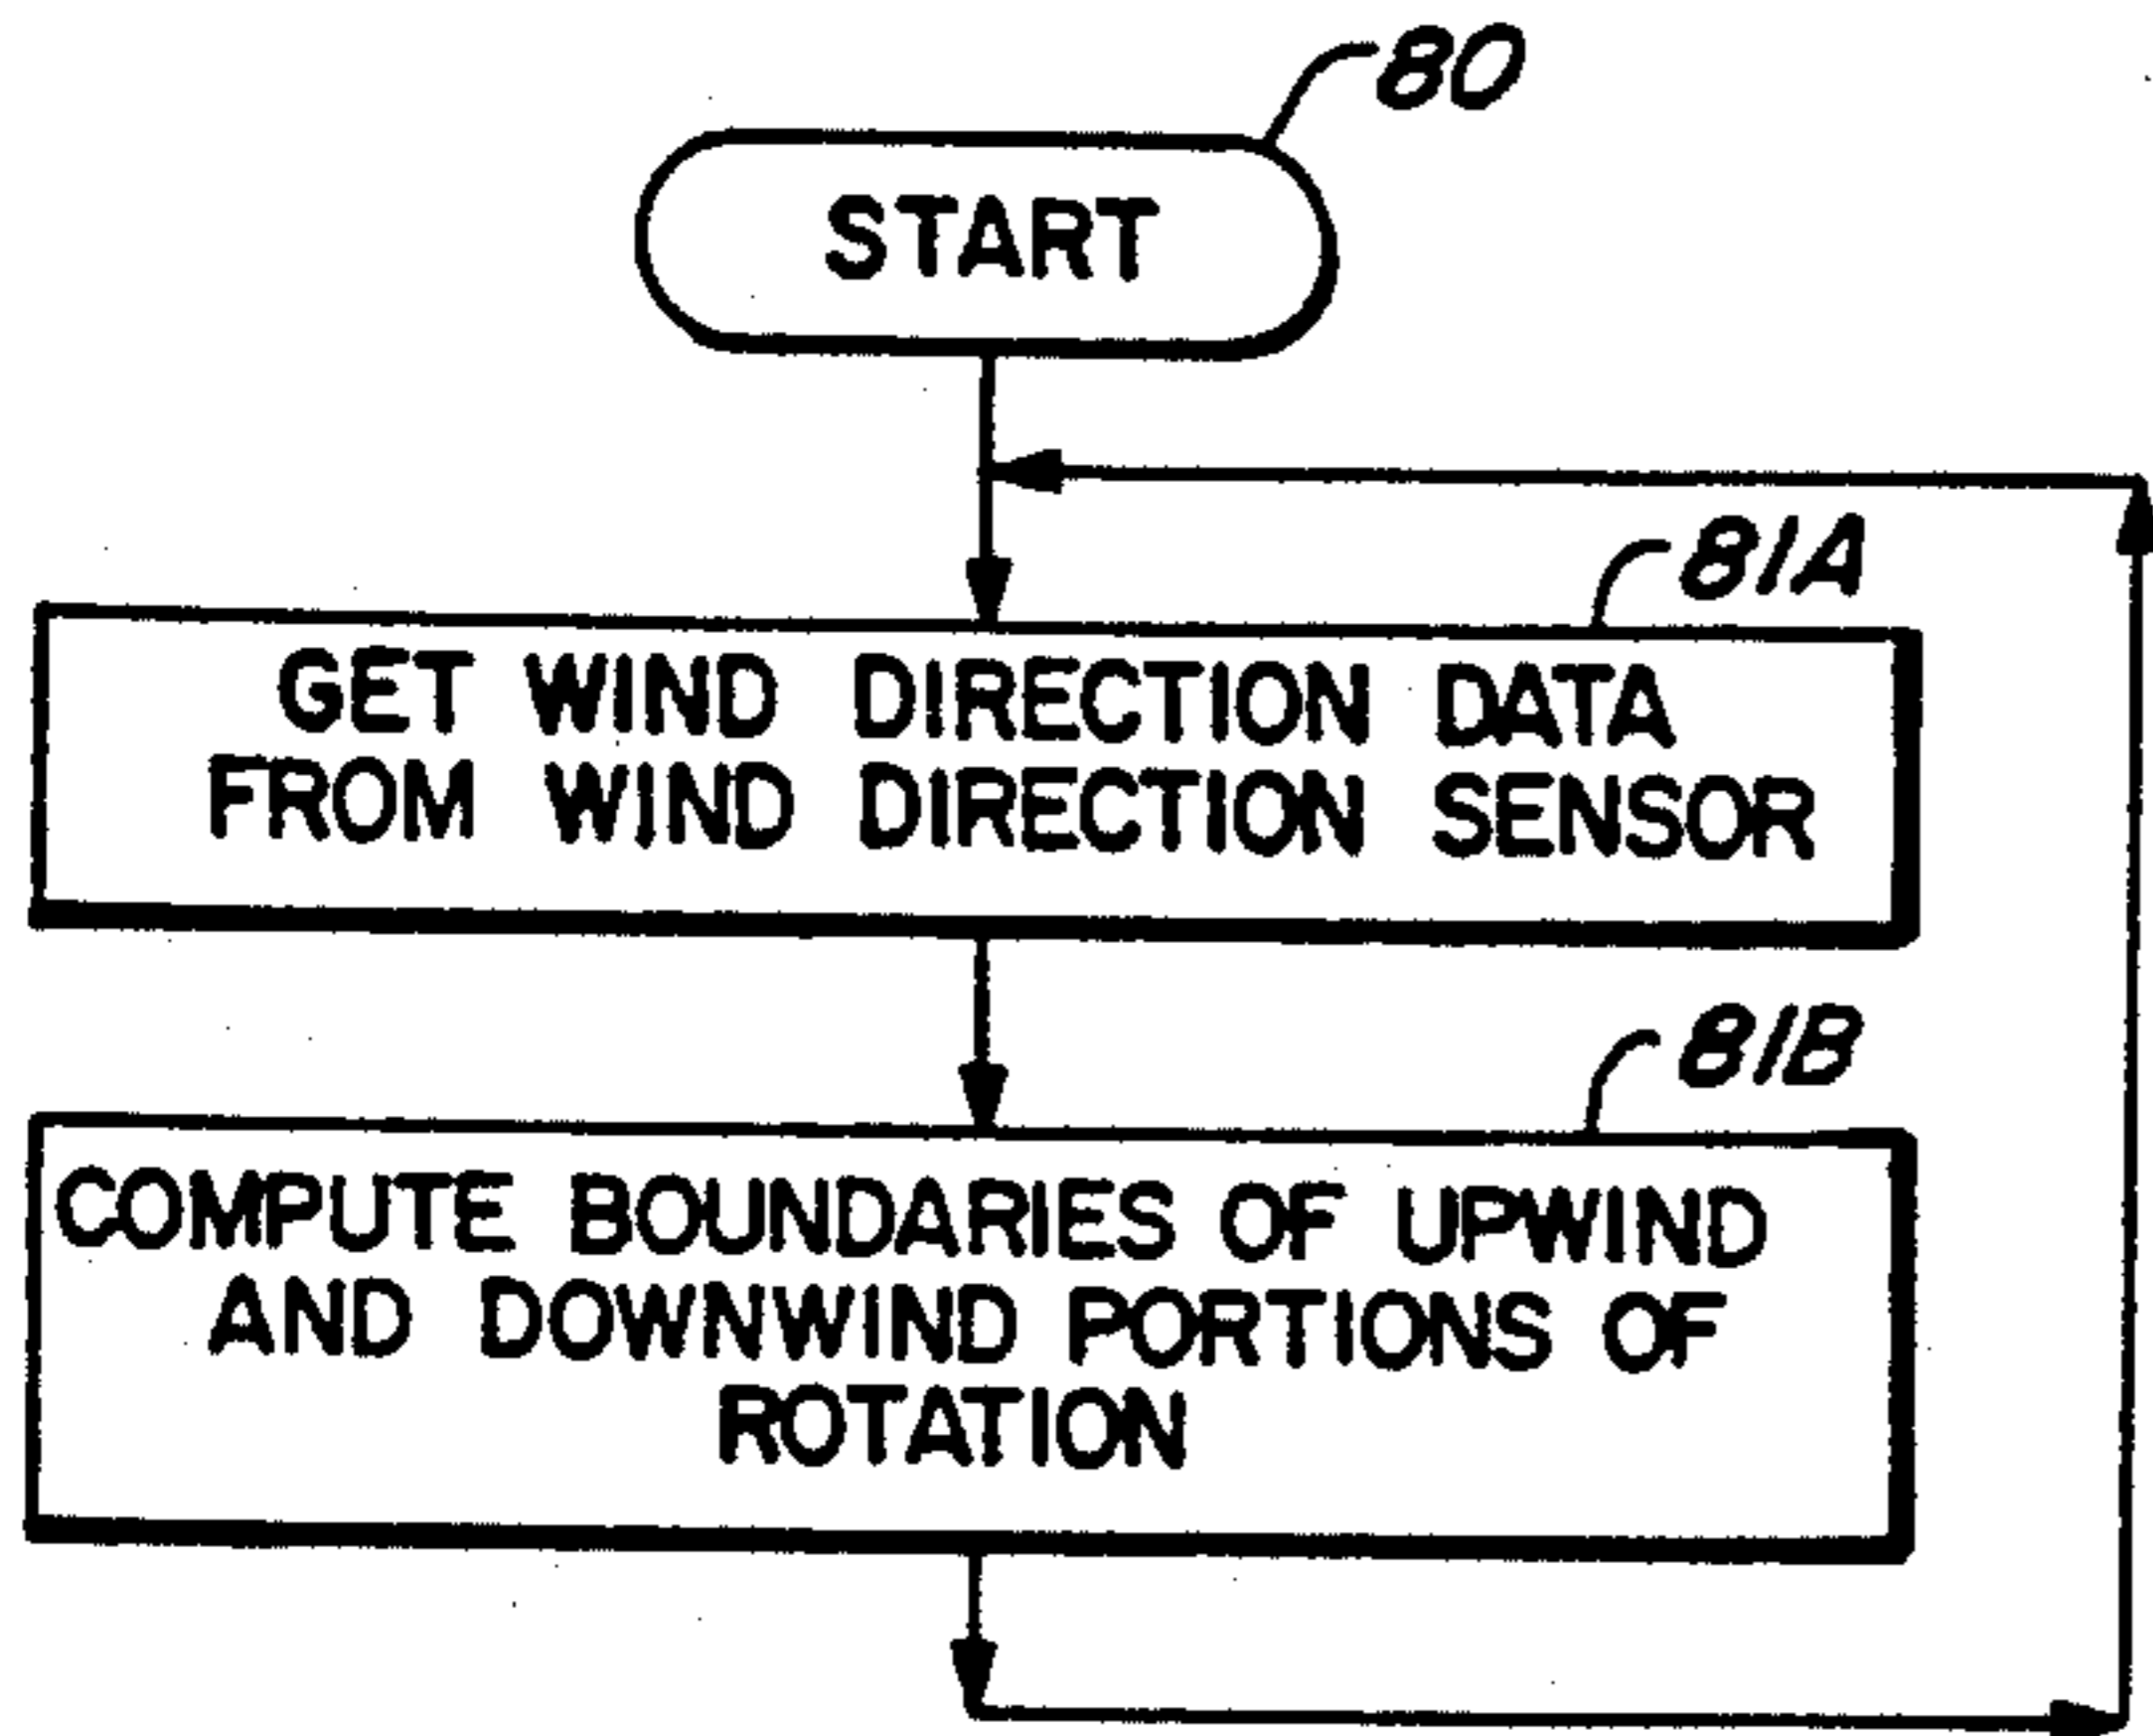 80
START
81A
GET WIND DIRECTION DATA
FROM WIND DIRECTION SENSOR
81B
COMPUTE BOUNDARIES OF UPWIND
AND DOWNWIND PORTIONS OF
ROTATION